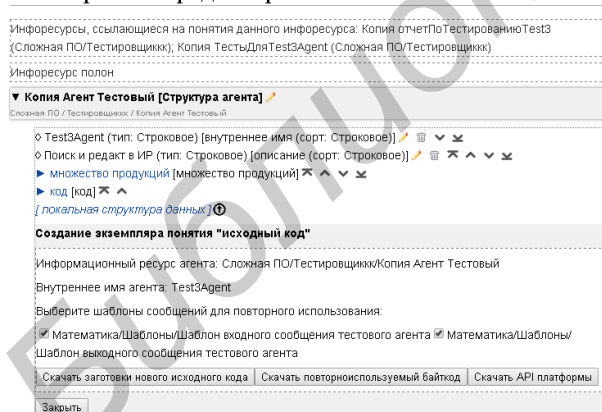 Инфоресурсы, ссылающиеся на понятия данного инфоресурса: Копия отчетПоТестированиюTest3
(Сложная ПО/Тестировщиккк); Копия ТестыДляTest3Agent (Сложная ПО/Тестировщиккк)
Инфоресурс полон
▼ Копия Агент Тестовый [Структура агента]
Сложная ПО / Тестировщиккк / Копия Агент Тестовый
◊ Test3Agent (тип: Строковое) [внутреннее имя (сорт: Строковое)]
◊ Поиск и редакт в ИР (тип: Строковое) [описание (сорт: Строковое)]
► множество продукций [множество продукций]
► код [код]
[ локальная структура данных ]
Создание экземпляра понятия "исходный код"
Информационный ресурс агента: Сложная ПО/Тестировщиккк/Копия Агент Тестовый
Внутреннее имя агента: Test3Agent
Выберите шаблоны сообщений для повторного использования:
Математика/Шаблоны/Шаблон входного сообщения тестового агента Математика/Шаблоны/
Шаблон выходного сообщения тестового агента
Скачать заготовки нового исходного кода Скачать повторноиспользуемый байткод Скачать API платформы
Закрыть